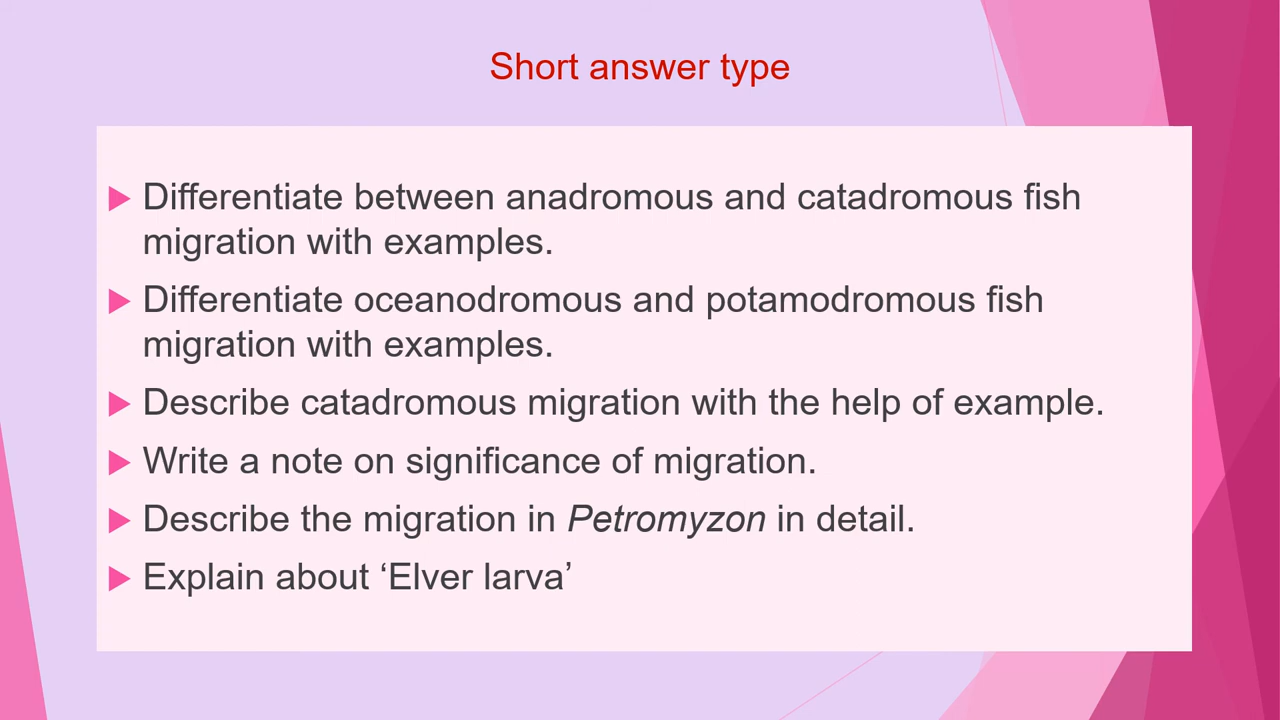 Short answer type
Differentiate between anadromous and catadromous fish
migration with examples.
Differentiate oceanodromous and potamodromous fish
migration with examples.
Describe catadromous migration with the help of example.
Write a note on significance of migration.
Describe the migration in Petromyzon in detail.
Explain about ‘Elver larva’